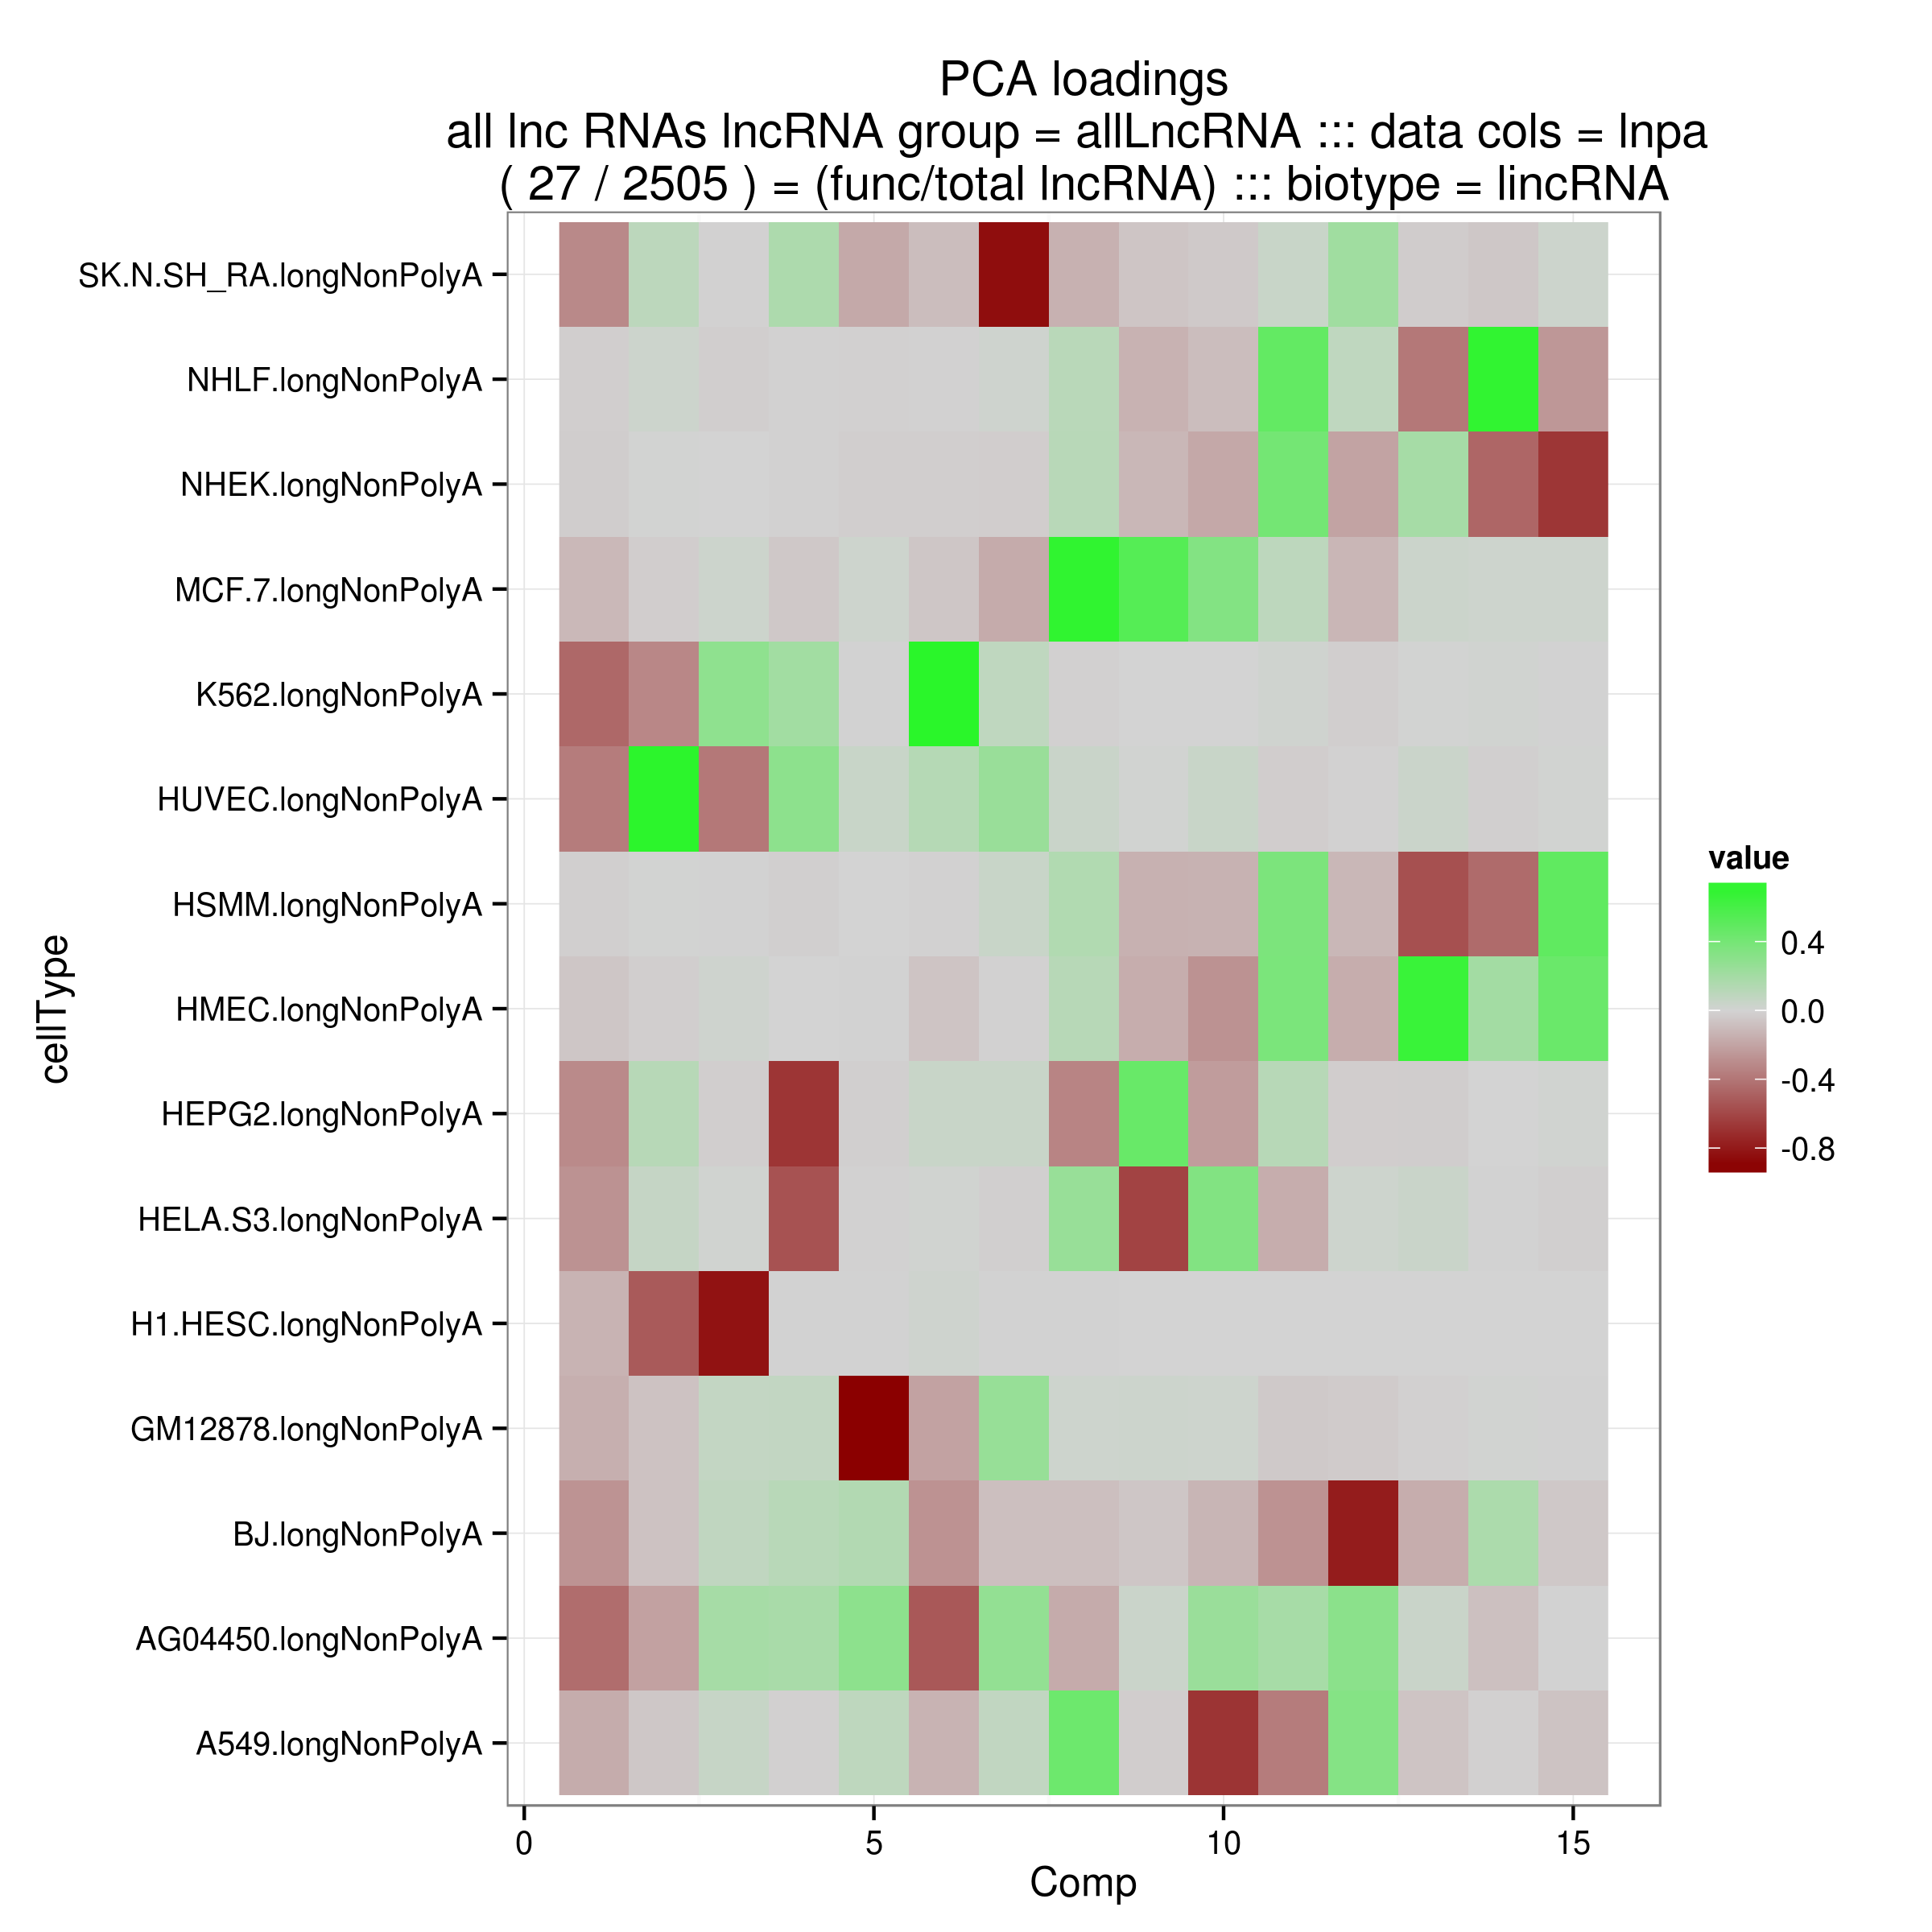 PCA loadings
all lnc RNAs lncRNA group = allLncRNA ::: data cols = lnpa
( 27 / 2505 ) = (func/total lncRNA) ::: biotype = lincRNA
SK.N.SH_RA.longNonPolyA
NHLF.longNonPolyA
NHEK.longNonPolyA
MCF.7.longNonPolyA
K562.longNonPolyA
HUVEC.longNonPolyA
HSMM.longNonPolyA
HMEC.longNonPolyA
HEPG2.longNonPolyA
HELA.S3.longNonPolyA
H1.HESC.longNonPolyA
GM12878.longNonPolyA
BJ.longNonPolyA
AG04450.longNonPolyA
A549.longNonPolyA
cellType
0 5 10 15
Comp
value
0.4
0.0
-0.4
-0.8